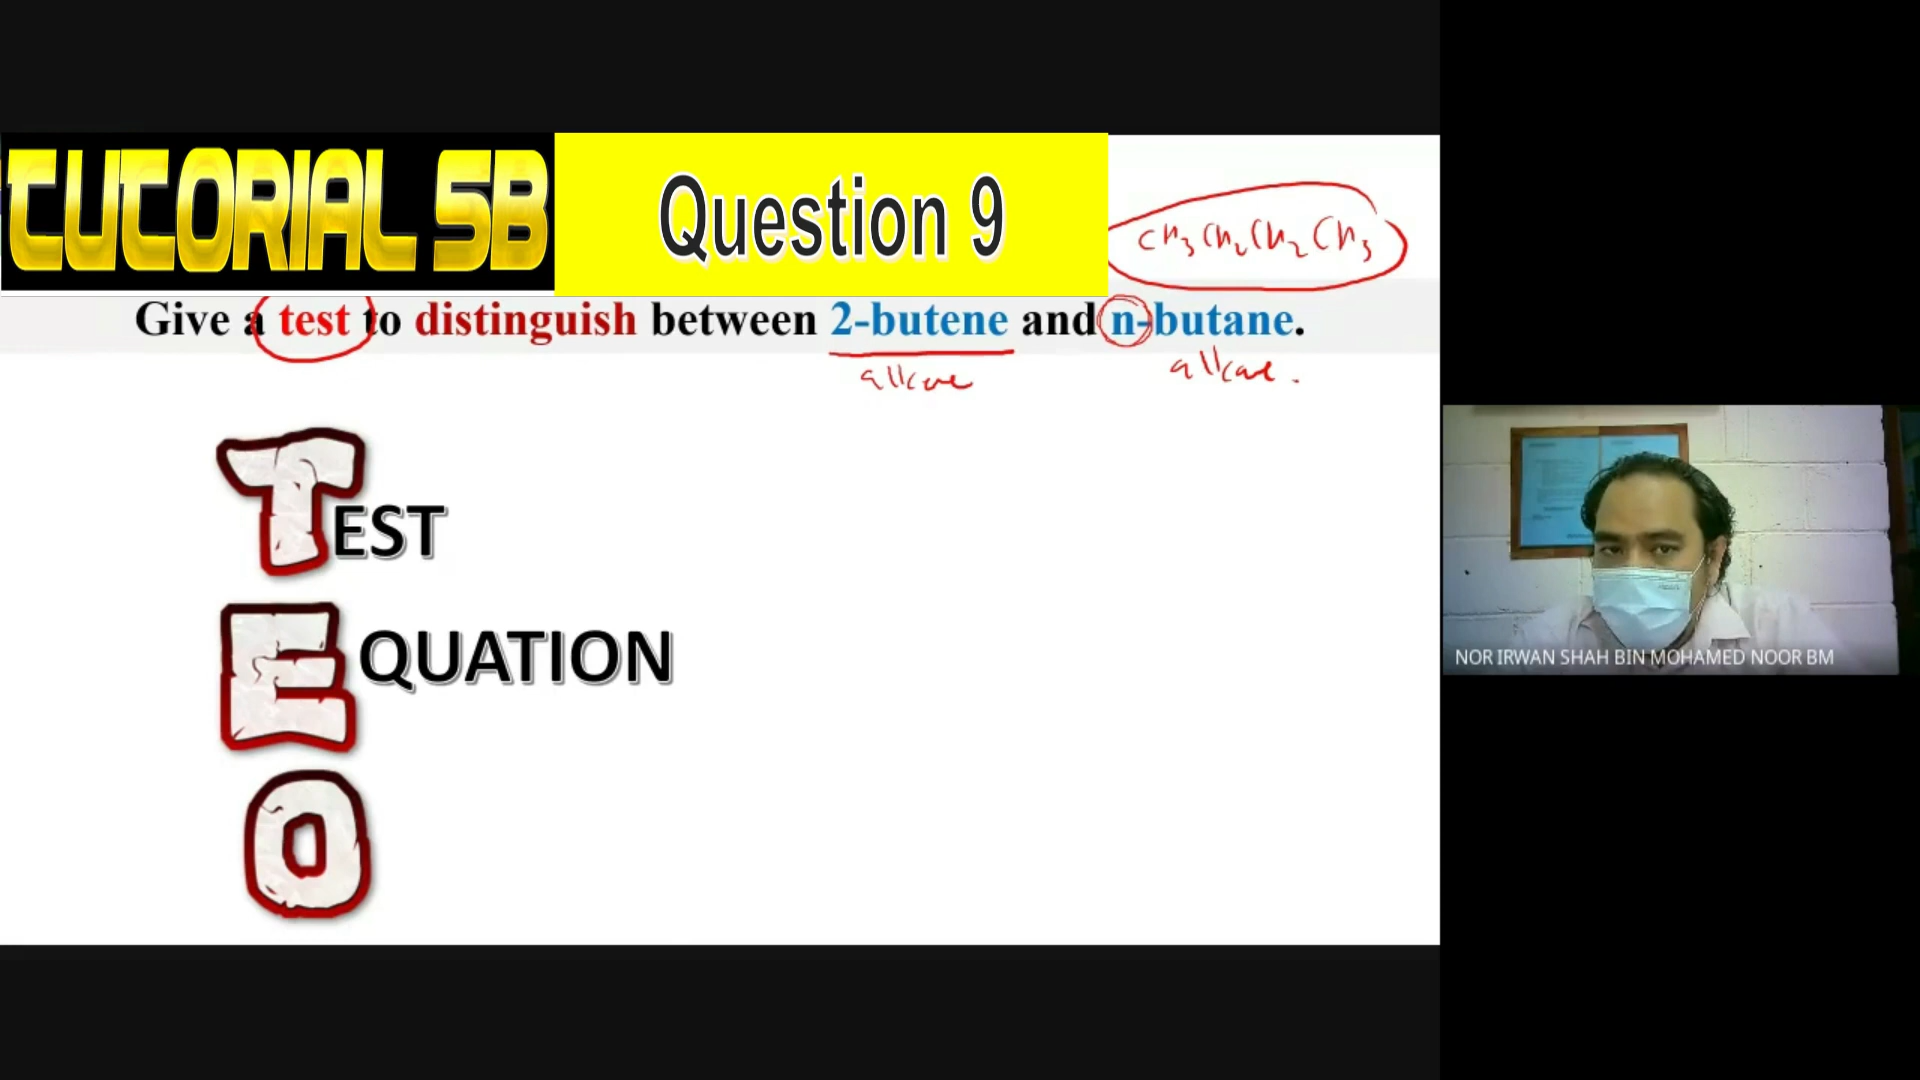 TUTORIAL 5B
Question 9
CH3CH2CH2CH3
Give a test to distinguish between 2-butene and n-butane.
alkene
alkane.
TEST
EQUATION
O
NOR IRWAN SHAH BIN MOHAMED NOOR BM